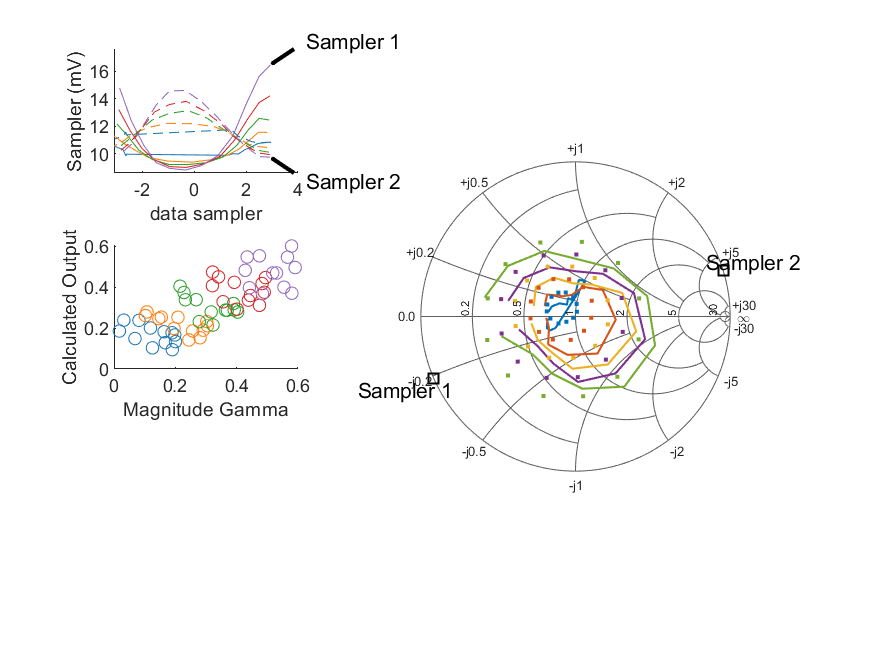 Sampler 1
Sampler (mV)
16
14
12
10
-2 0 2 4
data sampler
Sampler 2
Calculated Output
0.6
0.4
0.2
0
0 0.2 0.4 0.6
Magnitude Gamma
+j1
+j0.5 +j2
+j0.2 +j5
Sampler 2
0.0 0.2 0.5 1 2 5 30 ∞
+j30
-j30
-j0.2 -j5
Sampler 1
-j0.5 -j2
-j1